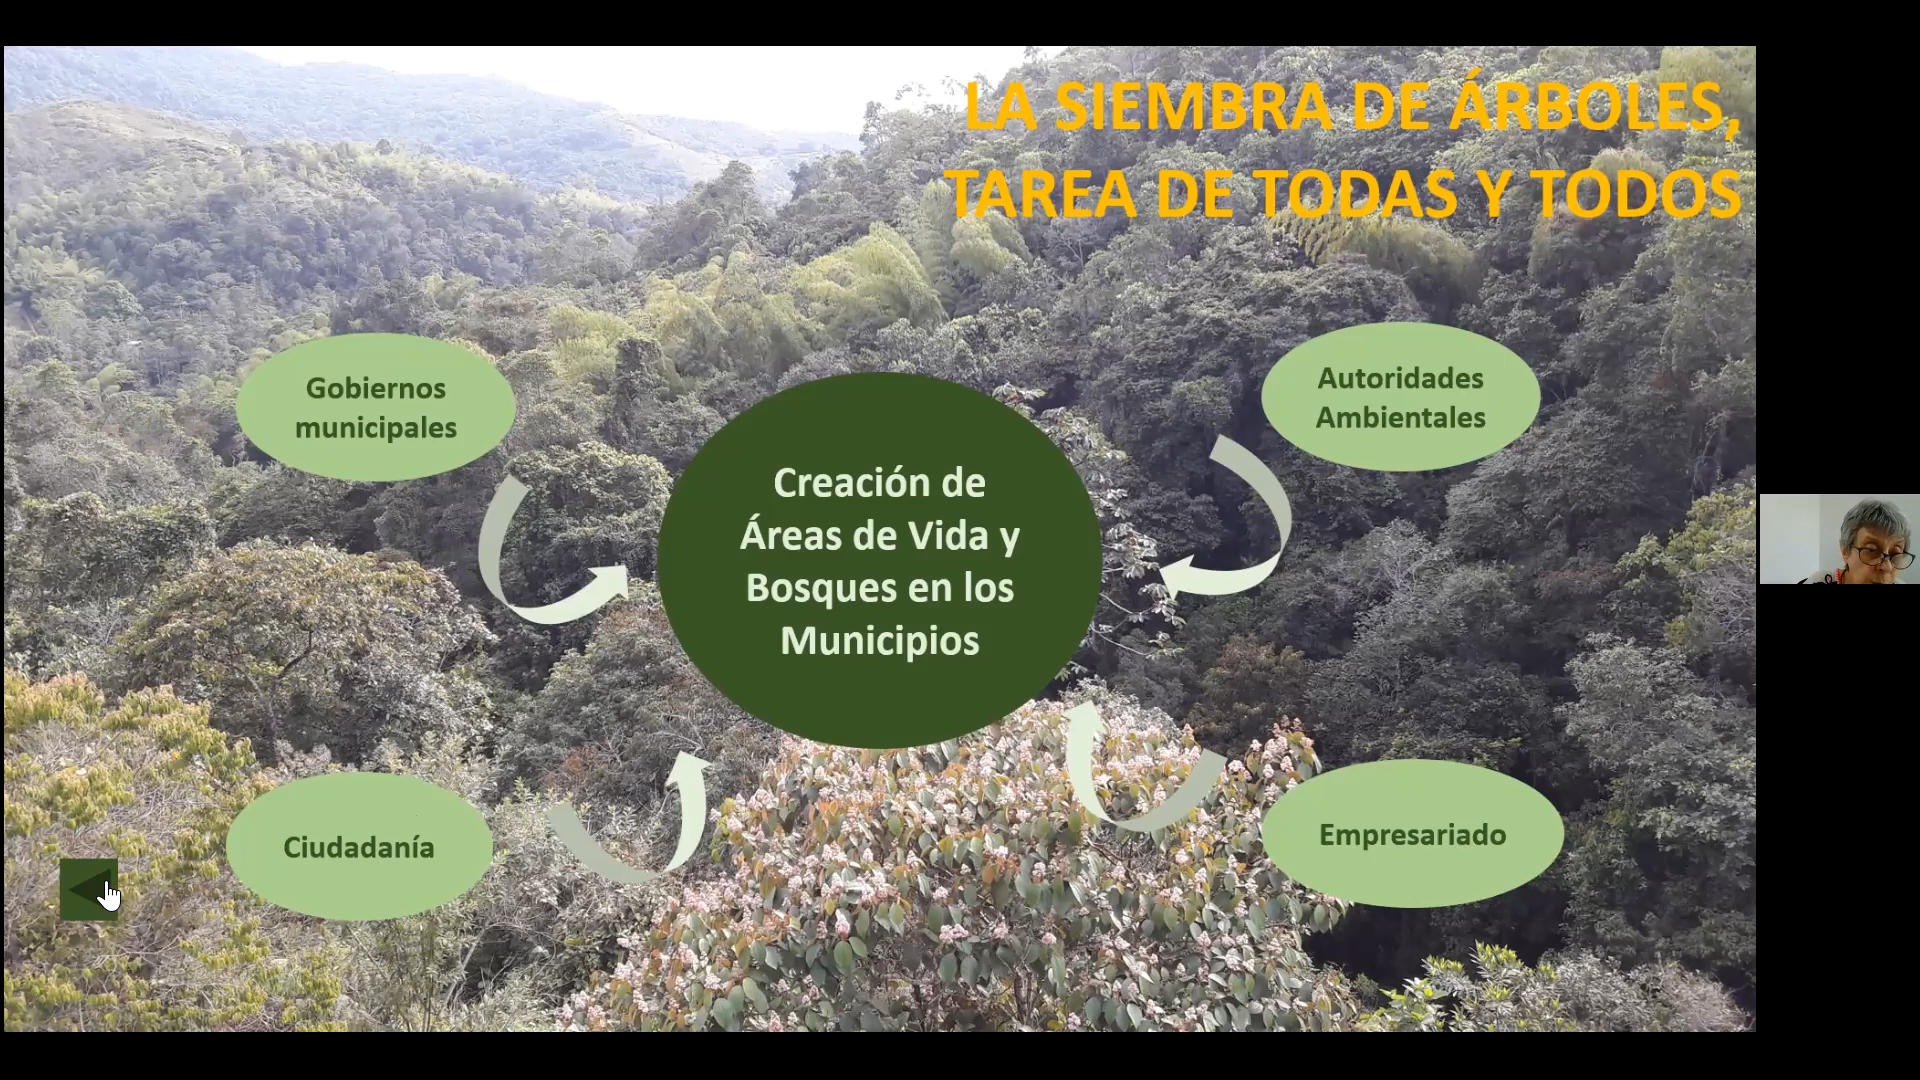 LA SIEMBRA DE ÁRBOLES,
TAREA DE TODAS Y TODOS
Gobiernos
municipales
Autoridades
Ambientales
Creación de
Áreas de Vida y
Bosques en los
Municipios
Ciudadanía
Empresariado